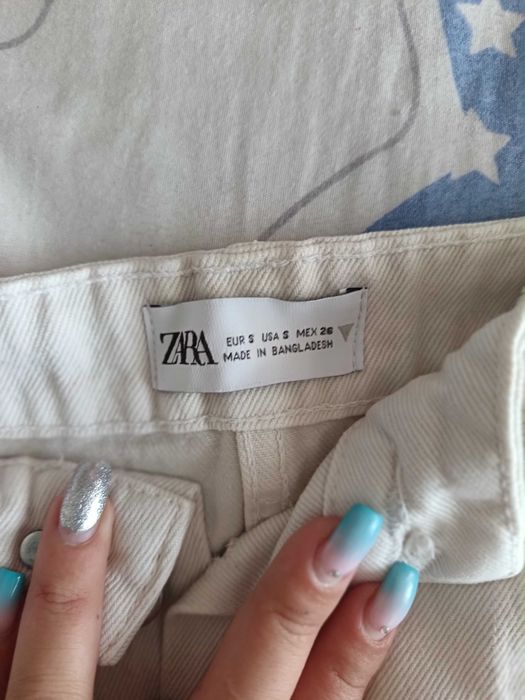 ZARA
EUR S USA S MEX 26
MADE IN BANGLADESH